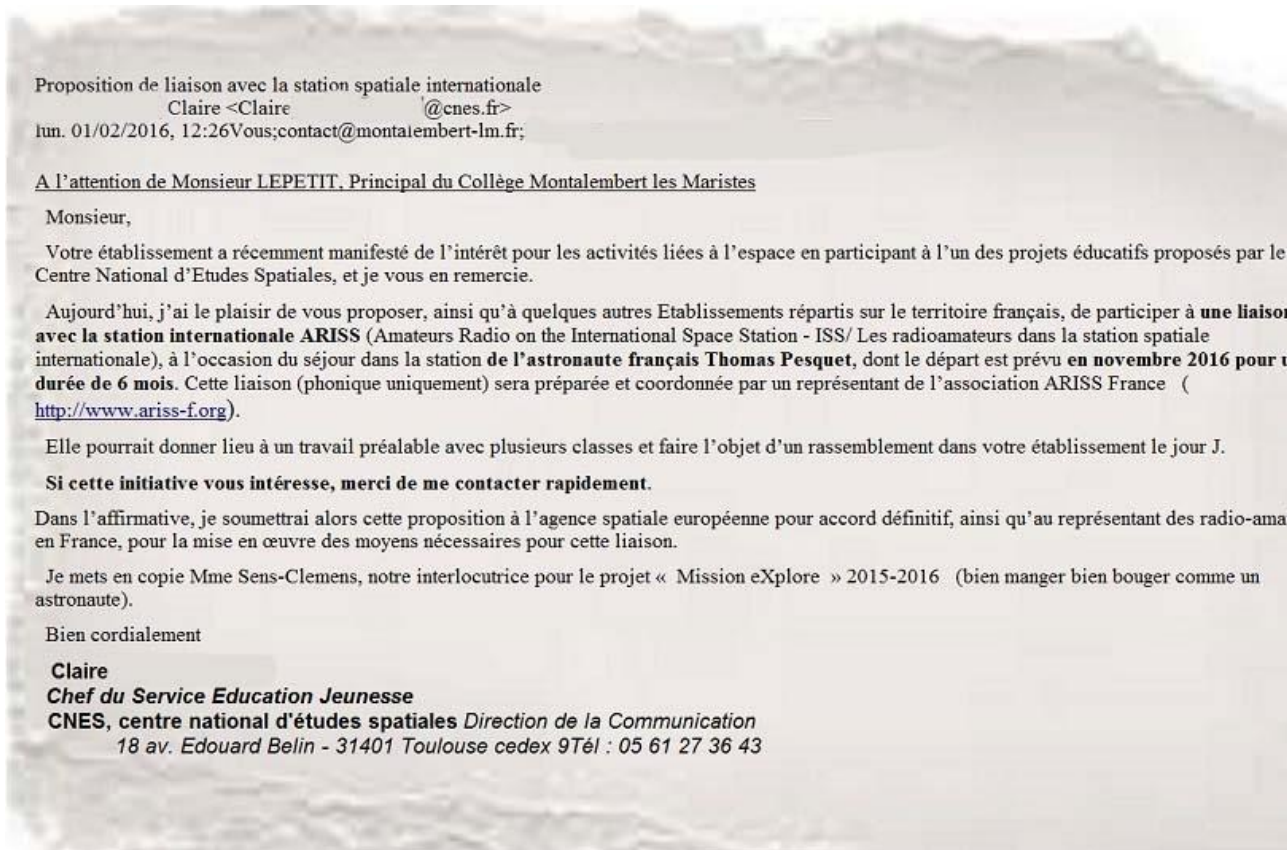 Proposition de liaison avec la station spatiale internationale
Claire <Claire @cnes.fr>
lun. 01/02/2016, 12:26Vous;contact@montalembert-lm.fr;
A l’attention de Monsieur LEPETIT, Principal du Collège Montalembert les Maristes
Monsieur,
Votre établissement a récemment manifesté de l’intérêt pour les activités liées à l’espace en participant à l’un des projets éducatifs proposés par le
Centre National d’Etudes Spatiales, et je vous en remercie.
Aujourd’hui, j’ai le plaisir de vous proposer, ainsi qu’à quelques autres Etablissements répartis sur le territoire français, de participer à une liaison
avec la station internationale ARISS (Amateurs Radio on the International Space Station - ISS/ Les radioamateurs dans la station spatiale
internationale), à l’occasion du séjour dans la station de l’astronaute français Thomas Pesquet, dont le départ est prévu en novembre 2016 pour u
durée de 6 mois. Cette liaison (phonique uniquement) sera préparée et coordonnée par un représentant de l’association ARISS France (
http://www.ariss-f.org).
Elle pourrait donner lieu à un travail préalable avec plusieurs classes et faire l’objet d’un rassemblement dans votre établissement le jour J.
Si cette initiative vous intéresse, merci de me contacter rapidement.
Dans l’affirmative, je soumettrai alors cette proposition à l’agence spatiale européenne pour accord définitif, ainsi qu’au représentant des radio-ama
en France, pour la mise en œuvre des moyens nécessaires pour cette liaison.
Je mets en copie Mme Sens-Clemens, notre interlocutrice pour le projet « Mission eXplore » 2015-2016 (bien manger bien bouger comme un
astronaute).
Bien cordialement
Claire
Chef du Service Education Jeunesse
CNES, centre national d'études spatiales Direction de la Communication
18 av. Edouard Belin - 31401 Toulouse cedex 9Tél : 05 61 27 36 43